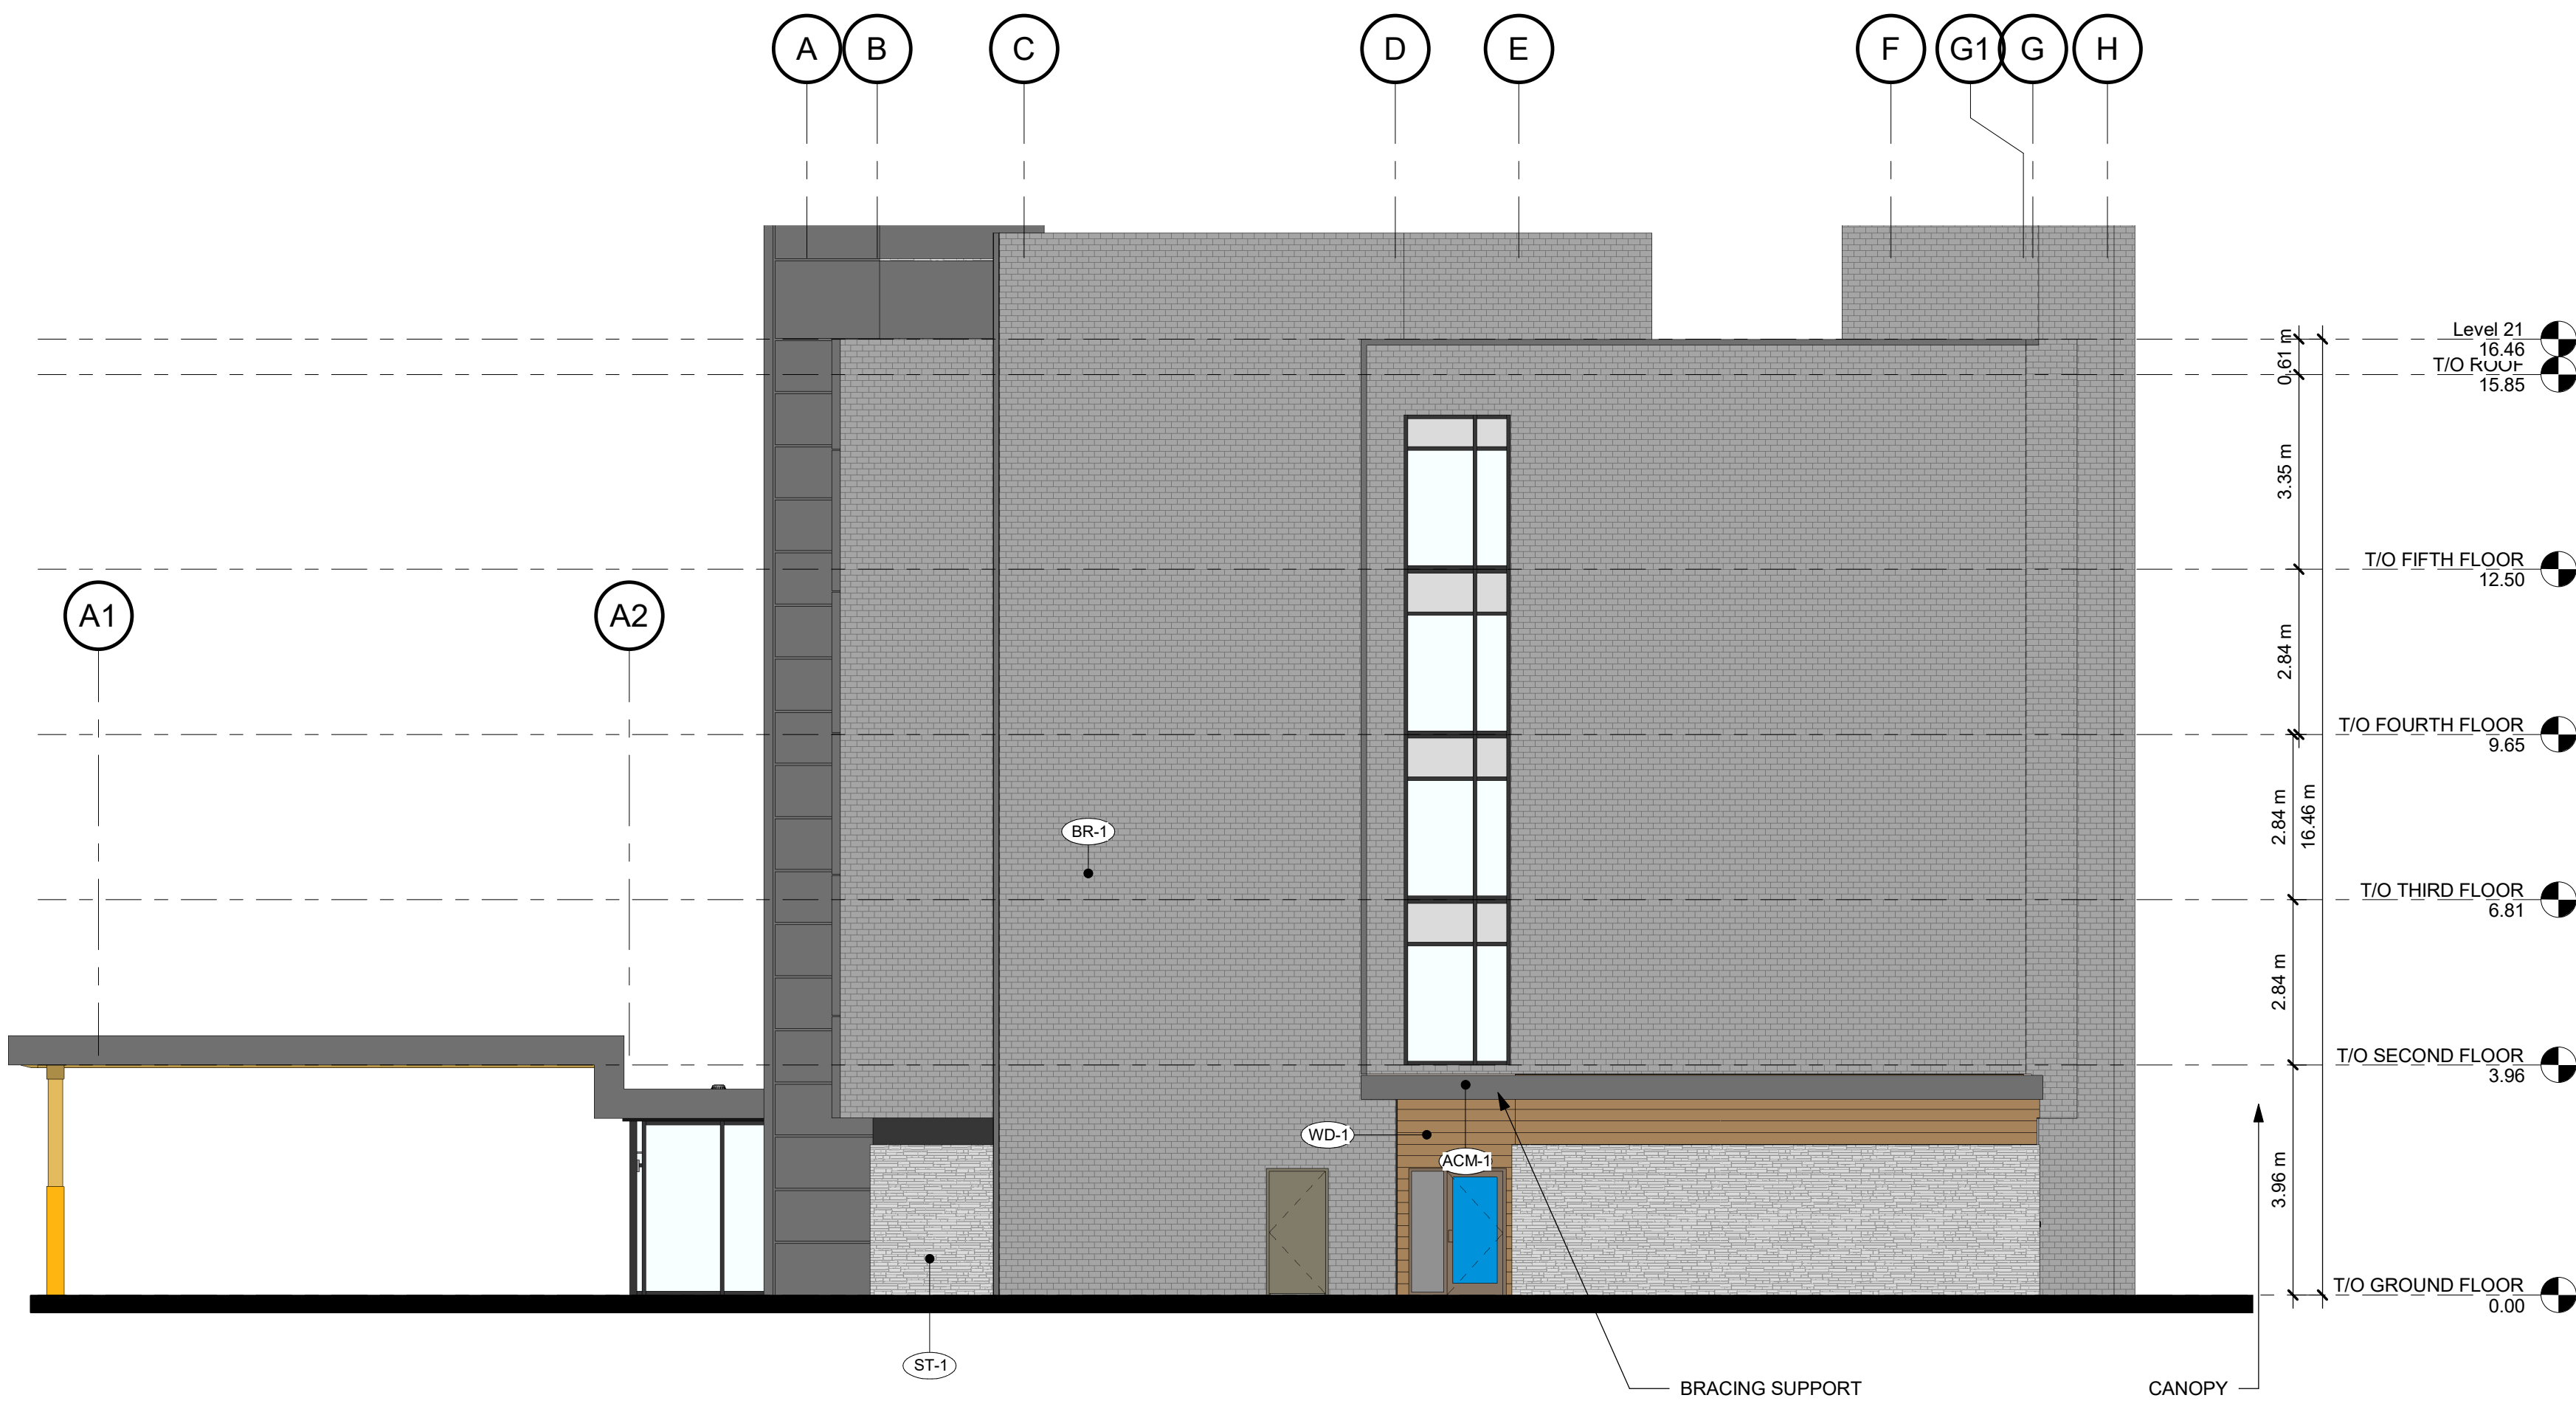 A
B
C
D
E
F
G1
G
H
Level 21
16.46
T/O ROOF
15.85
0.61 m
3.35 m
T/O FIFTH FLOOR
12.50
A1
A2
2.84 m
T/O FOURTH FLOOR
9.65
BR-1
2.84 m
16.46 m
T/O THIRD FLOOR
6.81
2.84 m
T/O SECOND FLOOR
3.96
WD-1
ACM-1
3.96 m
T/O GROUND FLOOR
0.00
ST-1
BRACING SUPPORT
CANOPY